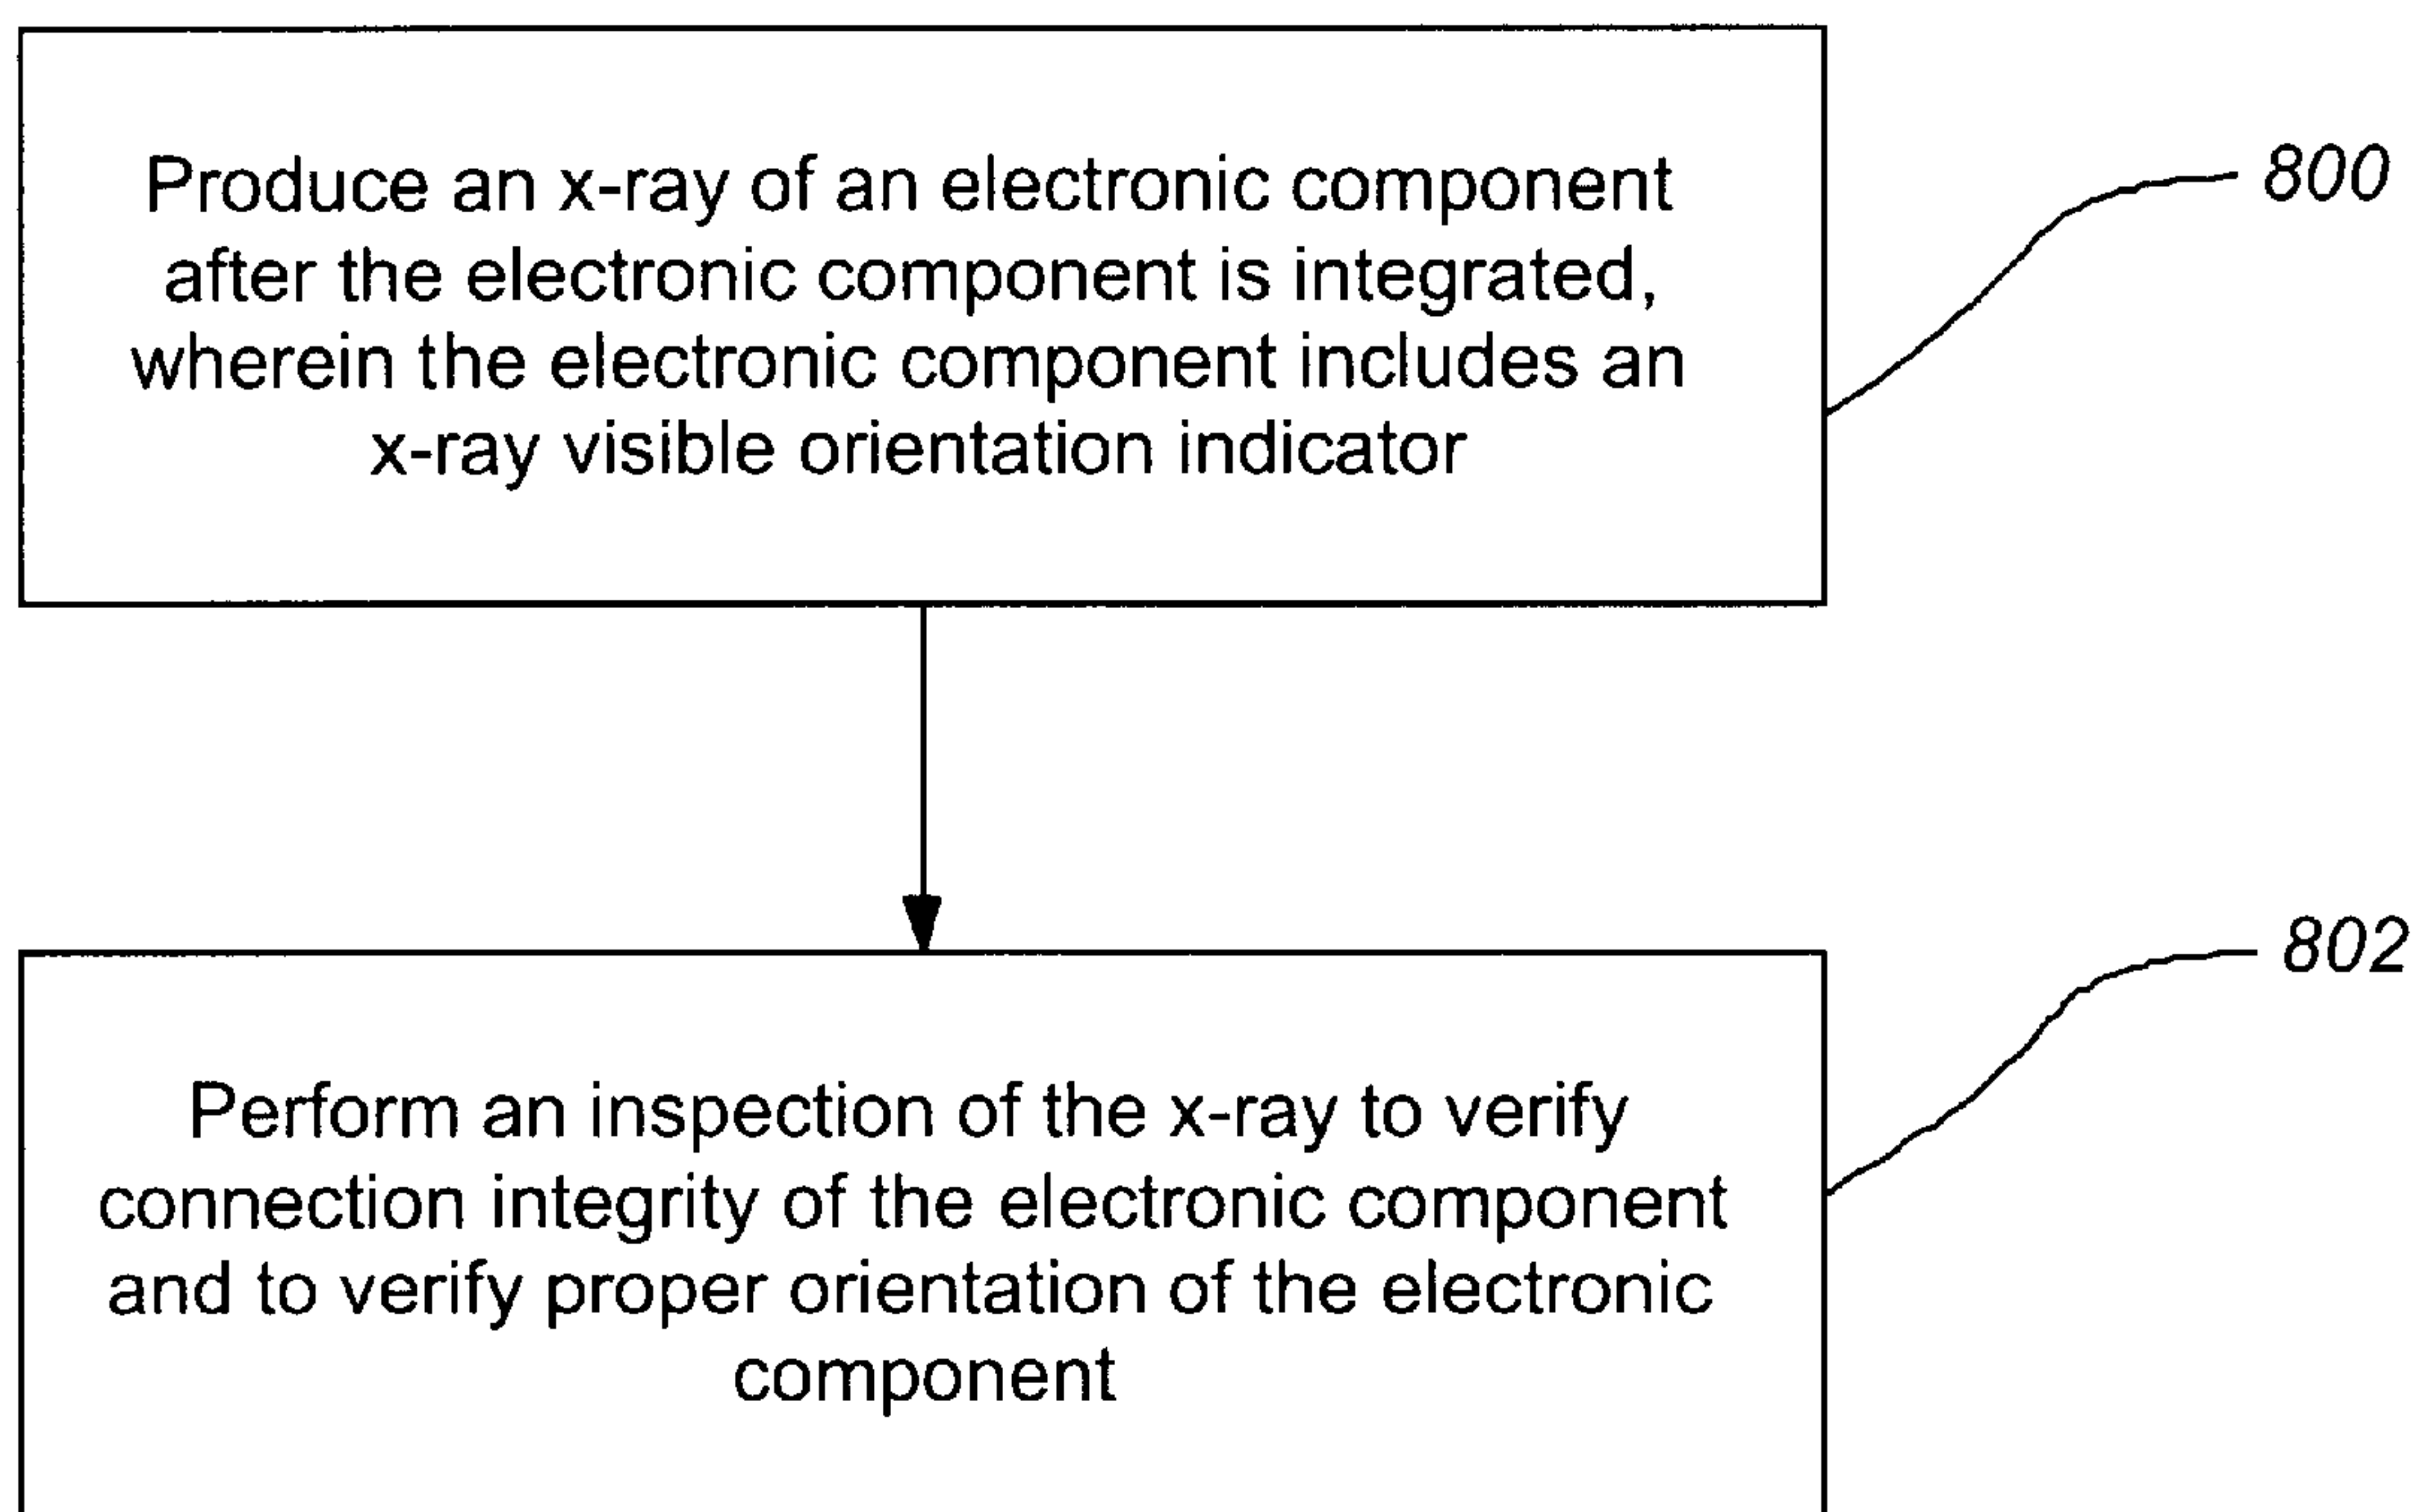 Produce an x-ray of an electronic component
after the electronic component is integrated,
wherein the electronic component includes an
x-ray visible orientation indicator
800
Perform an inspection of the x-ray to verify
connection integrity of the electronic component
and to verify proper orientation of the electronic
component
802